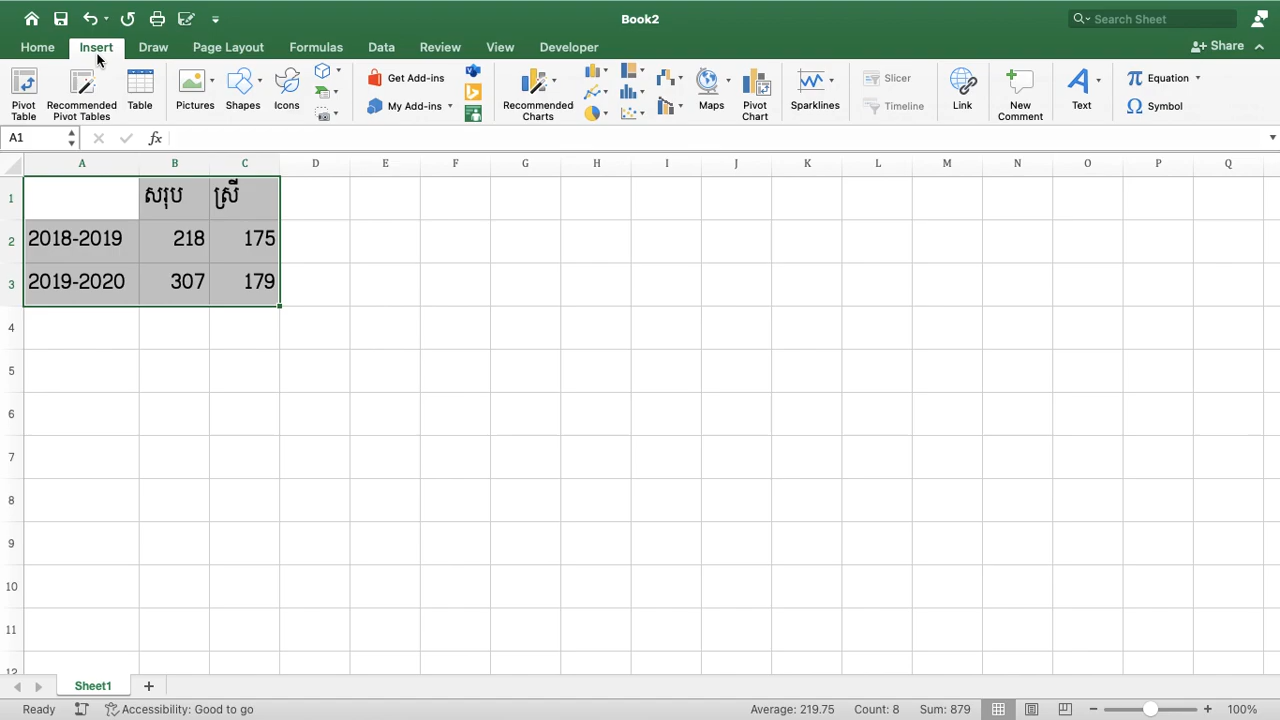 Book2
Search Sheet
Home Insert Draw Page Layout Formulas Data Review View Developer Share
Pivot Table
Recommended Pivot Tables
Table
Pictures
Shapes
Icons
Get Add-ins
My Add-ins
Recommended Charts
Maps
Pivot Chart
Sparklines
Slicer
Timeline
Link
New Comment
Text
Equation
Symbol
A1 fx
A B C D E F G H I J K L M N O P Q
1 សរុប ស្រី
2 2018-2019 218 175
3 2019-2020 307 179
4
5
6
7
8
9
10
11
12
Sheet1
Ready Accessibility: Good to go Average: 219.75 Count: 8 Sum: 879 100%